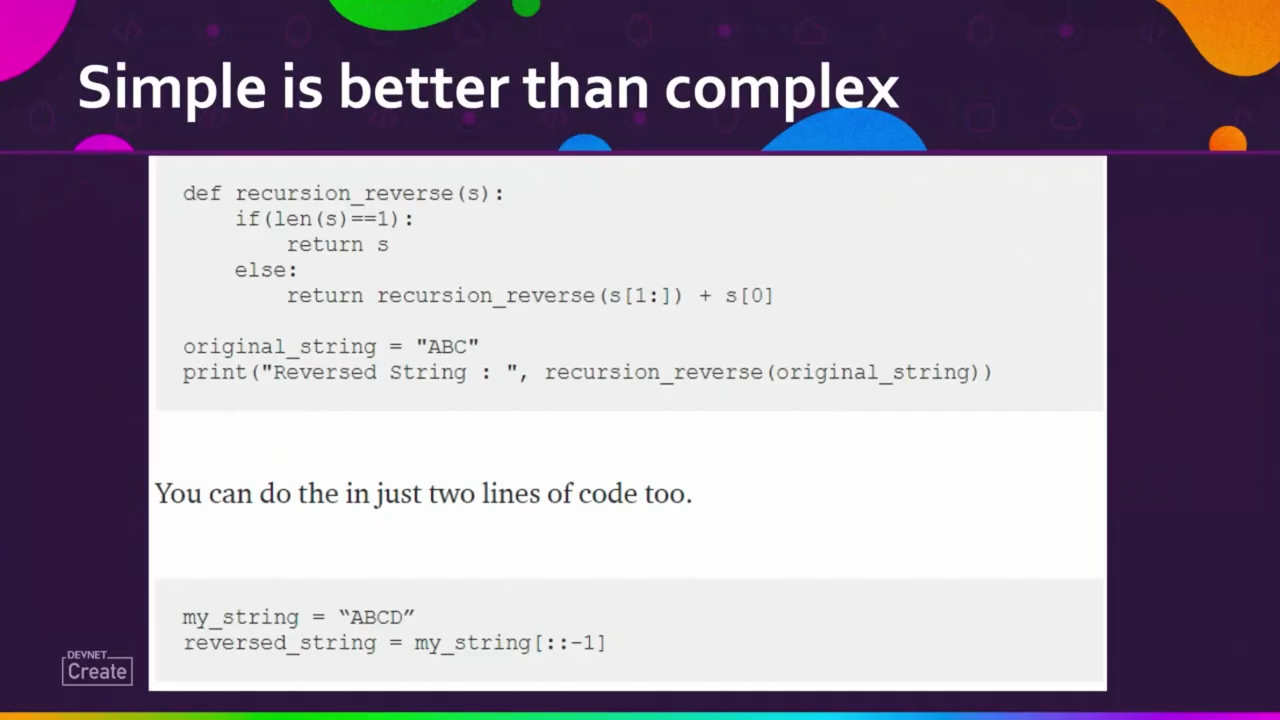 Simple is better than complex
def recursion_reverse(s):
    if(len(s)==1):
        return s
    else:
        return recursion_reverse(s[1:]) + s[0]
original_string = "ABC"
print("Reversed String : ", recursion_reverse(original_string))
You can do the in just two lines of code too.
my_string = “ABCD”
reversed_string = my_string[::-1]
DEVNET
Create